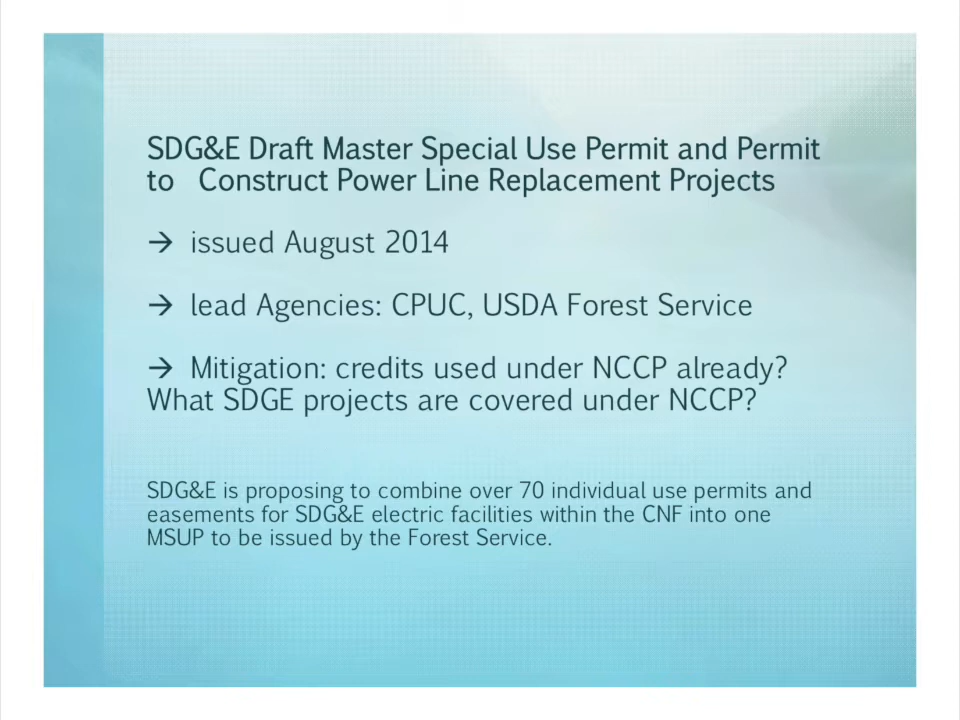 SDG&E Draft Master Special Use Permit and Permit
to Construct Power Line Replacement Projects
→ issued August 2014
→ lead Agencies: CPUC, USDA Forest Service
→ Mitigation: credits used under NCCP already?
What SDGE projects are covered under NCCP?
SDG&E is proposing to combine over 70 individual use permits and
easements for SDG&E electric facilities within the CNF into one
MSUP to be issued by the Forest Service.